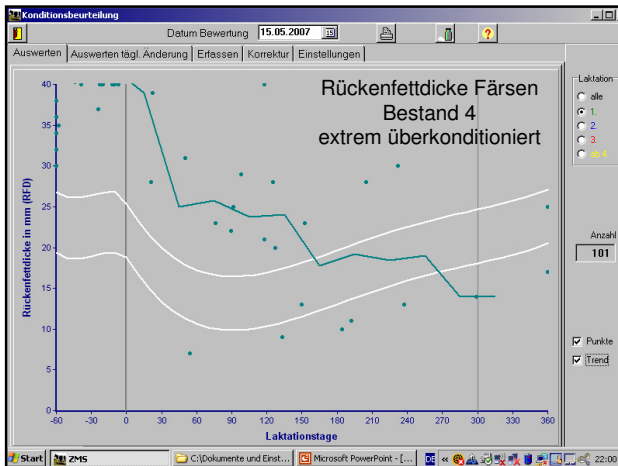 Konditionsbeurteilung
Datum Bewertung 15.05.2007 15 ?
Auswerten Auswerten tägl. Änderung Erfassen Korrektur Einstellungen
Rückenfettdicke Färsen
Bestand 4
extrem überkonditioniert
Rückenfettdicke in mm (RFD)
40
35
30
25
20
15
10
5
0
-60 -30 0 30 60 90 120 150 180 210 240 270 300 330 360
Laktationstage
Laktation
alle
1.
2.
3.
ab 4.
Anzahl
101
Punkte
Trend
Start ZMS C:\Dokumente und Einst... Microsoft PowerPoint - [... DE « 22:00